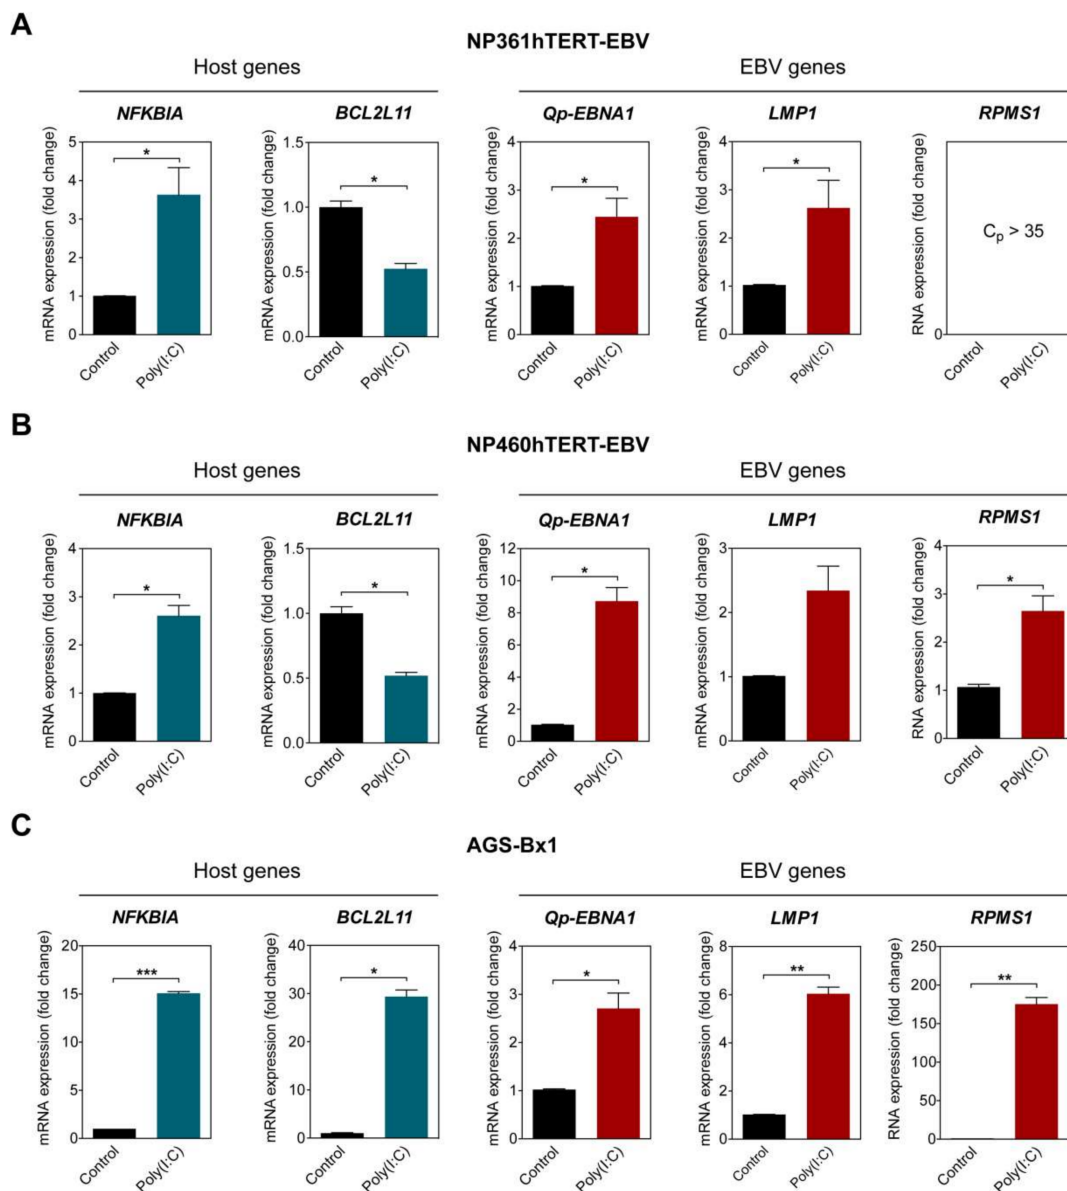 A
NP361hTERT-EBV
Host genes
EBV genes
NFKBIA
BCL2L11
Qp-EBNA1
LMP1
RPMS1
mRNA expression (fold change)
5
4
3
2
1
0
*
Control
Poly(I:C)
mRNA expression (fold change)
1.5
1.0
0.5
0.0
*
Control
Poly(I:C)
mRNA expression (fold change)
4
3
2
1
0
*
Control
Poly(I:C)
mRNA expression (fold change)
4
3
2
1
0
*
Control
Poly(I:C)
RNA expression (fold change)
0
Cp > 35
Control
Poly(I:C)
B
NP460hTERT-EBV
Host genes
EBV genes
NFKBIA
BCL2L11
Qp-EBNA1
LMP1
RPMS1
mRNA expression (fold change)
4
3
2
1
0
*
Control
Poly(I:C)
mRNA expression (fold change)
1.5
1.0
0.5
0.0
*
Control
Poly(I:C)
mRNA expression (fold change)
12
10
8
6
4
2
0
*
Control
Poly(I:C)
mRNA expression (fold change)
3
2
1
0
Control
Poly(I:C)
RNA expression (fold change)
4
3
2
1
0
*
Control
Poly(I:C)
C
AGS-Bx1
Host genes
EBV genes
NFKBIA
BCL2L11
Qp-EBNA1
LMP1
RPMS1
mRNA expression (fold change)
20
15
10
5
0
***
Control
Poly(I:C)
mRNA expression (fold change)
40
30
20
10
0
*
Control
Poly(I:C)
mRNA expression (fold change)
4
3
2
1
0
*
Control
Poly(I:C)
mRNA expression (fold change)
8
6
4
2
0
**
Control
Poly(I:C)
RNA expression (fold change)
250
200
150
100
50
0
**
Control
Poly(I:C)